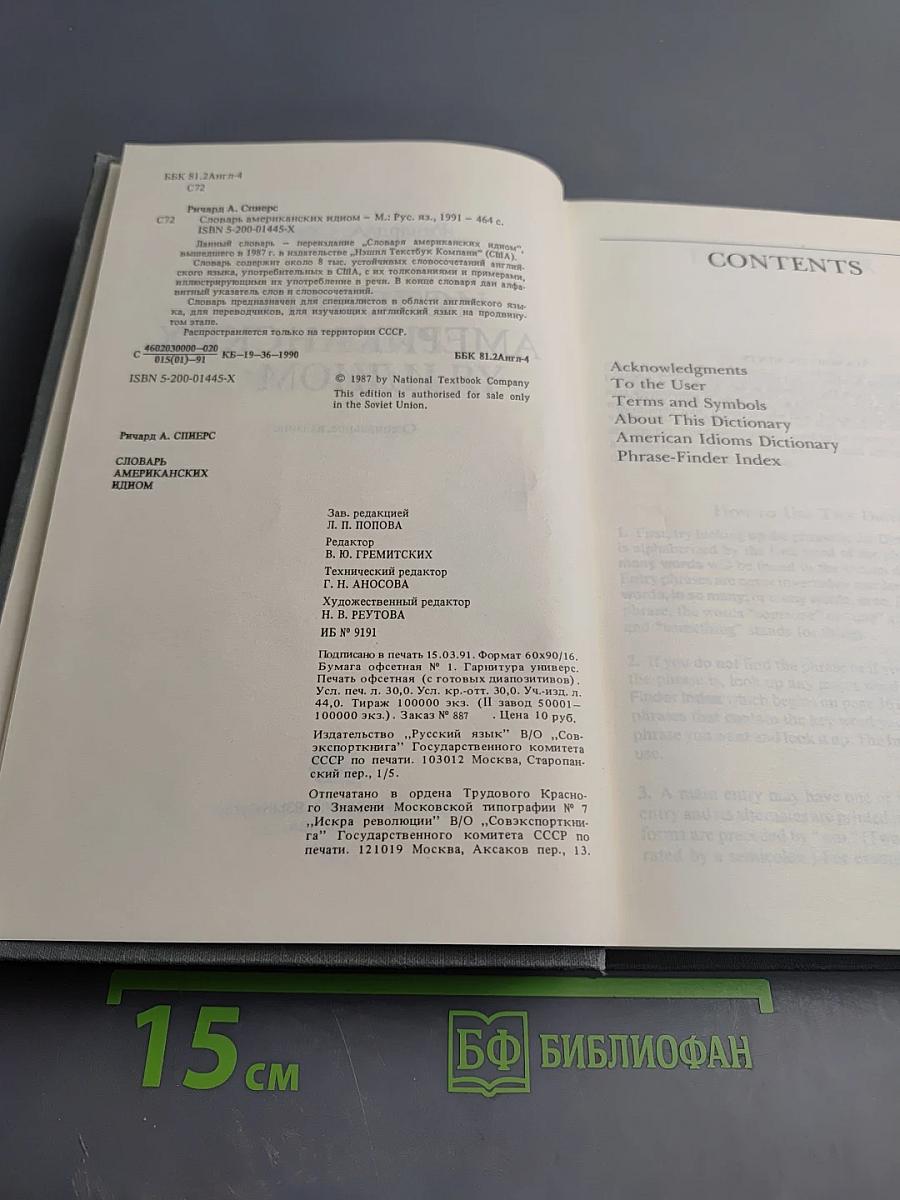 ББК 81.2Англ-4
С72
Ричард А. Спиерс
С72 Словарь американских идиом – М.: Рус. яз., 1991 – 464 с.
ISBN 5-200-01445-X
Данный словарь – переиздание „Словаря американских идиом",
вышедшего в 1987 г. в издательстве „Нэшнл Текстбук Компани" (США).
Словарь содержит около 8 тыс. устойчивых словосочетаний англий-
ского языка, употребительных в США, с их толкованиями и примерами,
иллюстрирующими их употребление в речи. В конце словаря дан алфа-
витный указатель слов и словосочетаний.
Словарь предназначен для специалистов в области английского язы-
ка, для переводчиков, для изучающих английский язык на продвину-
том этапе.
Распространяется только на территории СССР.
С 4602030000–020
015(01)–91 КБ–19–36–1990 ББК 81.2Англ-4
ISBN 5-200-01445-X
© 1987 by National Textbook Company
This edition is authorised for sale only
in the Soviet Union.
Ричард А. СПИЕРС
СЛОВАРЬ
АМЕРИКАНСКИХ
ИДИОМ
Зав. редакцией
Л. П. ПОПОВА
Редактор
В. Ю. ГРЕМИТСКИХ
Технический редактор
Г. Н. АНОСОВА
Художественный редактор
Н. В. РЕУТОВА
ИБ № 9191
Подписано в печать 15.03.91. Формат 60х90/16.
Бумага офсетная № 1. Гарнитура универс.
Печать офсетная (с готовых диапозитивов).
Усл. печ. л. 30,0. Усл. кр.-отт. 30,0. Уч.-изд. л.
44,0. Тираж 100000 экз. (II завод 50001–
100000 экз.). Заказ № 887 . Цена 10 руб.
Издательство „Русский язык" В/О „Сов-
экспорткнига" Государственного комитета
СССР по печати. 103012 Москва, Старопан-
ский пер., 1/5.
Отпечатано в ордена Трудового Красно-
го Знамени Московской типографии № 7
„Искра революции" В/О „Совэкспорткни-
га" Государственного комитета СССР по
печати. 121019 Москва, Аксаков пер., 13.
CONTENTS
Acknowledgments
To the User
Terms and Symbols
About This Dictionary
American Idioms Dictionary
Phrase-Finder Index
15 см
БФ БИБЛИОФАН